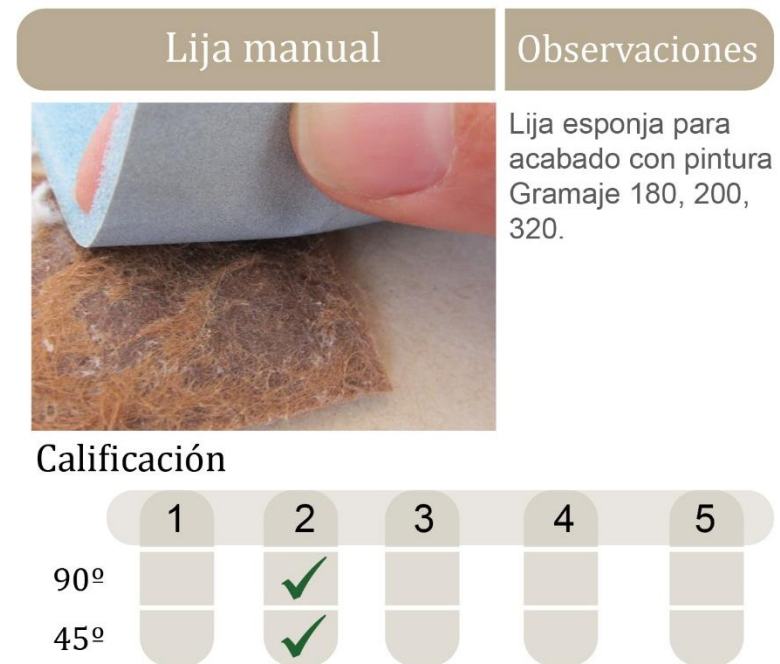 Lija manual
Observaciones
Lija esponja para
acabado con pintura
Gramaje 180, 200,
320.
Calificación
1 2 3 4 5
90º
45º